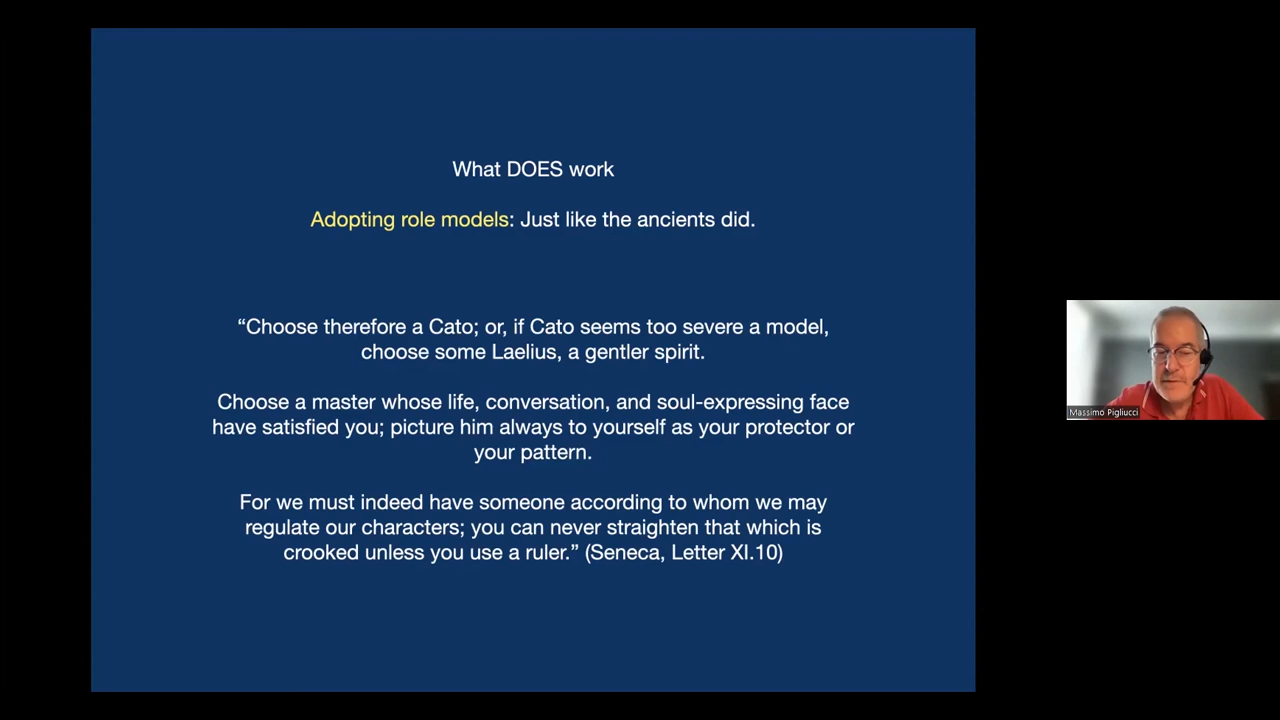 What DOES work
Adopting role models: Just like the ancients did.
“Choose therefore a Cato; or, if Cato seems too severe a model,
choose some Laelius, a gentler spirit.
Choose a master whose life, conversation, and soul-expressing face
have satisfied you; picture him always to yourself as your protector or
your pattern.
For we must indeed have someone according to whom we may
regulate our characters; you can never straighten that which is
crooked unless you use a ruler.” (Seneca, Letter XI.10)
Massimo Pigliucci